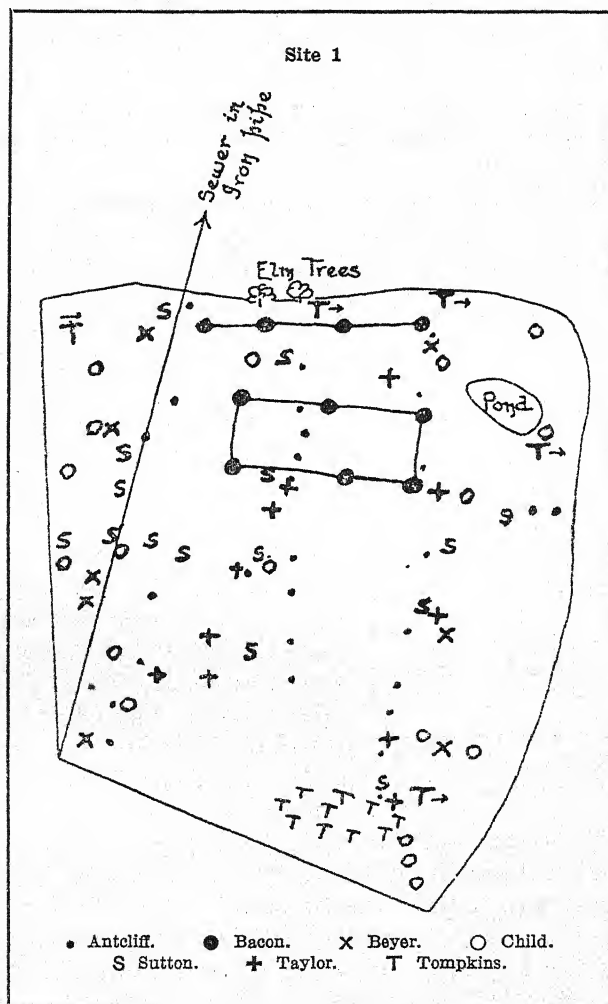 Site 1
Sewer in
Iron pipe
Elm Trees
T T
S
T
S
Pond
S
T
S
S
S
S
S
S
S
S
S
S
S
S
T
T T T T
T T T T T T
Antcliff. Bacon. Beyer. Child.
S Sutton. Taylor. T Tompkins.